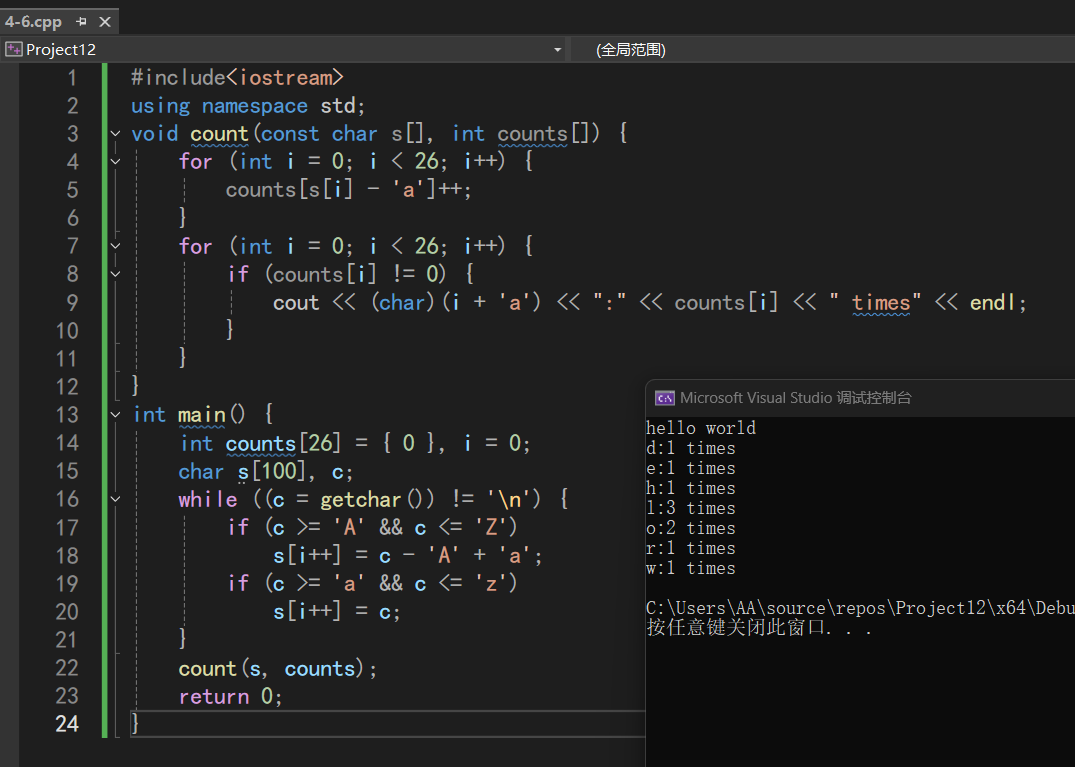 4-6.cpp
Project12 (全局范围)
1 #include<iostream>
2 using namespace std;
3 void count(const char s[], int counts[]) {
4 for (int i = 0; i < 26; i++) {
5 counts[s[i] - 'a']++;
6 }
7 for (int i = 0; i < 26; i++) {
8 if (counts[i] != 0) {
9 cout << (char)(i + 'a') << ":" << counts[i] << " times" << endl;
10 }
11 }
12 }
13 int main() {
14 int counts[26] = { 0 }, i = 0;
15 char s[100], c;
16 while ((c = getchar()) != '\n') {
17 if (c >= 'A' && c <= 'Z')
18 s[i++] = c - 'A' + 'a';
19 if (c >= 'a' && c <= 'z')
20 s[i++] = c;
21 }
22 count(s, counts);
23 return 0;
24 }
Microsoft Visual Studio 调试控制台
hello world
d:1 times
e:1 times
h:1 times
l:3 times
o:2 times
r:1 times
w:1 times
C:\Users\AA\source\repos\Project12\x64\Debu
按任意键关闭此窗口. . .